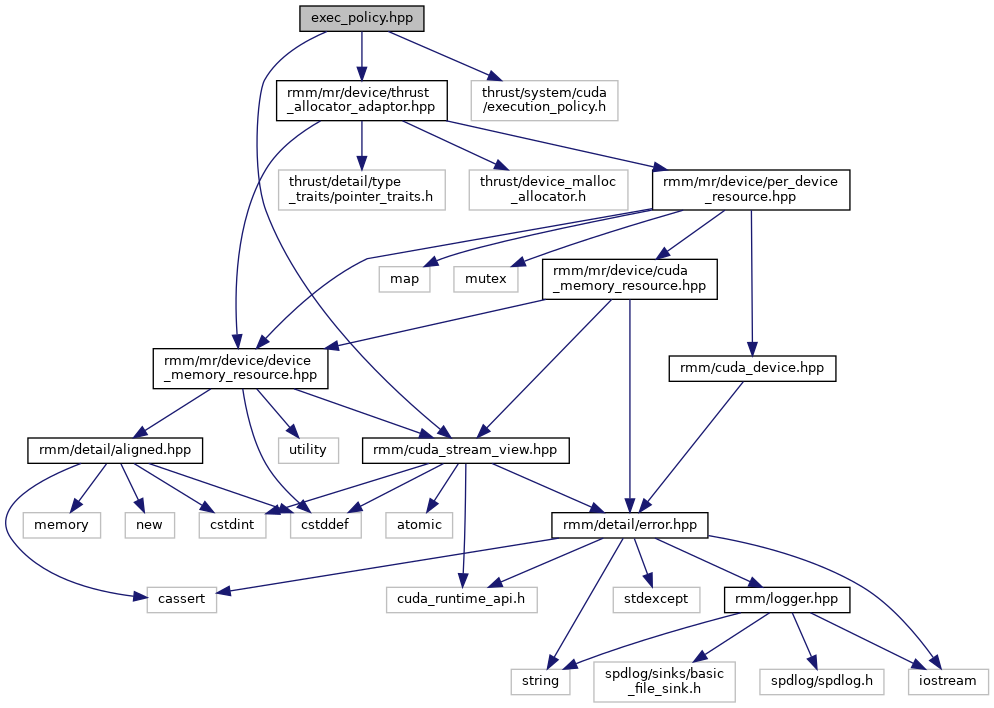 exec_policy.hpp
rmm/mr/device/thrust
_allocator_adaptor.hpp
thrust/system/cuda
/execution_policy.h
thrust/detail/type
_traits/pointer_traits.h
thrust/device_malloc
_allocator.h
rmm/mr/device/per_device
_resource.hpp
map
mutex
rmm/mr/device/cuda
_memory_resource.hpp
rmm/mr/device/device
_memory_resource.hpp
rmm/cuda_device.hpp
rmm/detail/aligned.hpp
utility
rmm/cuda_stream_view.hpp
memory
new
cstdint
cstddef
atomic
rmm/detail/error.hpp
cassert
cuda_runtime_api.h
stdexcept
rmm/logger.hpp
string
spdlog/sinks/basic
_file_sink.h
spdlog/spdlog.h
iostream